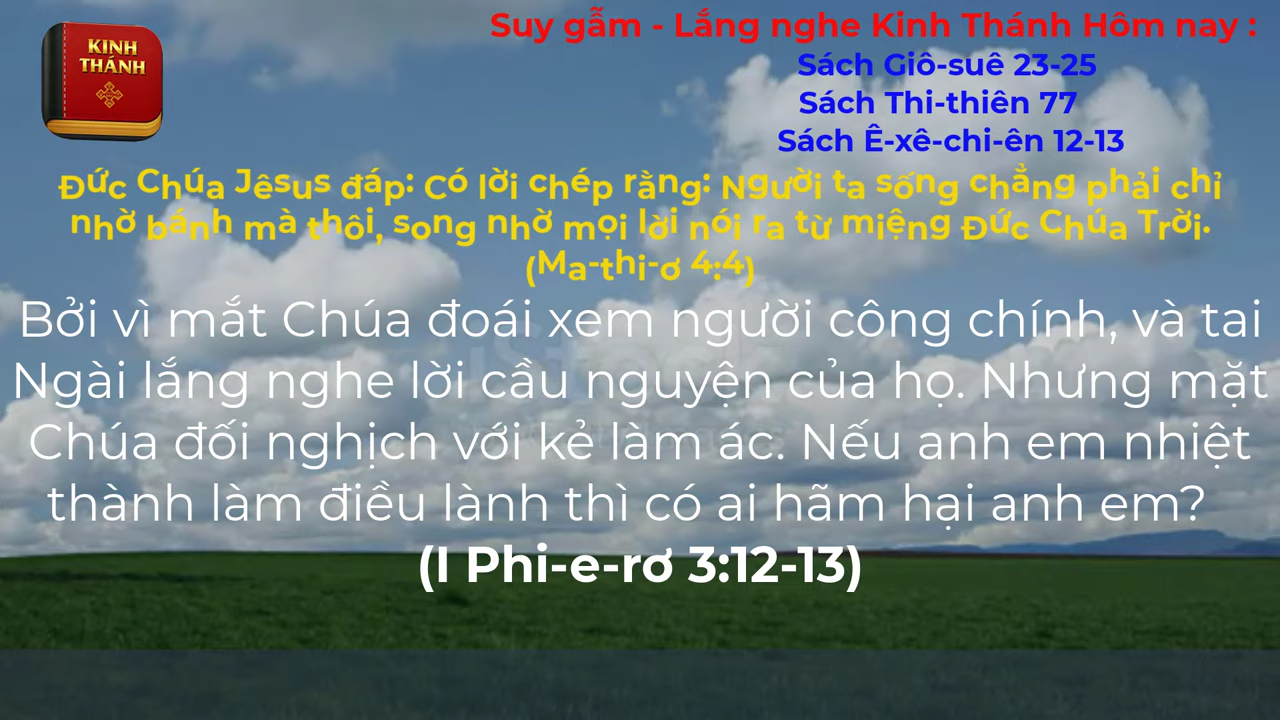 KINH
THÁNH
Suy gẫm - Lắng nghe Kinh Thánh Hôm nay :
Sách Giô-suê 23-25
Sách Thi-thiên 77
Sách Ê-xê-chi-ên 12-13
Đức Chúa Jêsus đáp: Có lời chép rằng: Người ta sống chẳng phải chỉ
nhờ bánh mà thôi, song nhờ mọi lời nói ra từ miệng Đức Chúa Trời.
(Ma-thi-ơ 4:4)
Bởi vì mắt Chúa đoái xem người công chính, và tai
Ngài lắng nghe lời cầu nguyện của họ. Nhưng mặt
Chúa đối nghịch với kẻ làm ác. Nếu anh em nhiệt
thành làm điều lành thì có ai hãm hại anh em?
(I Phi-e-rơ 3:12-13)